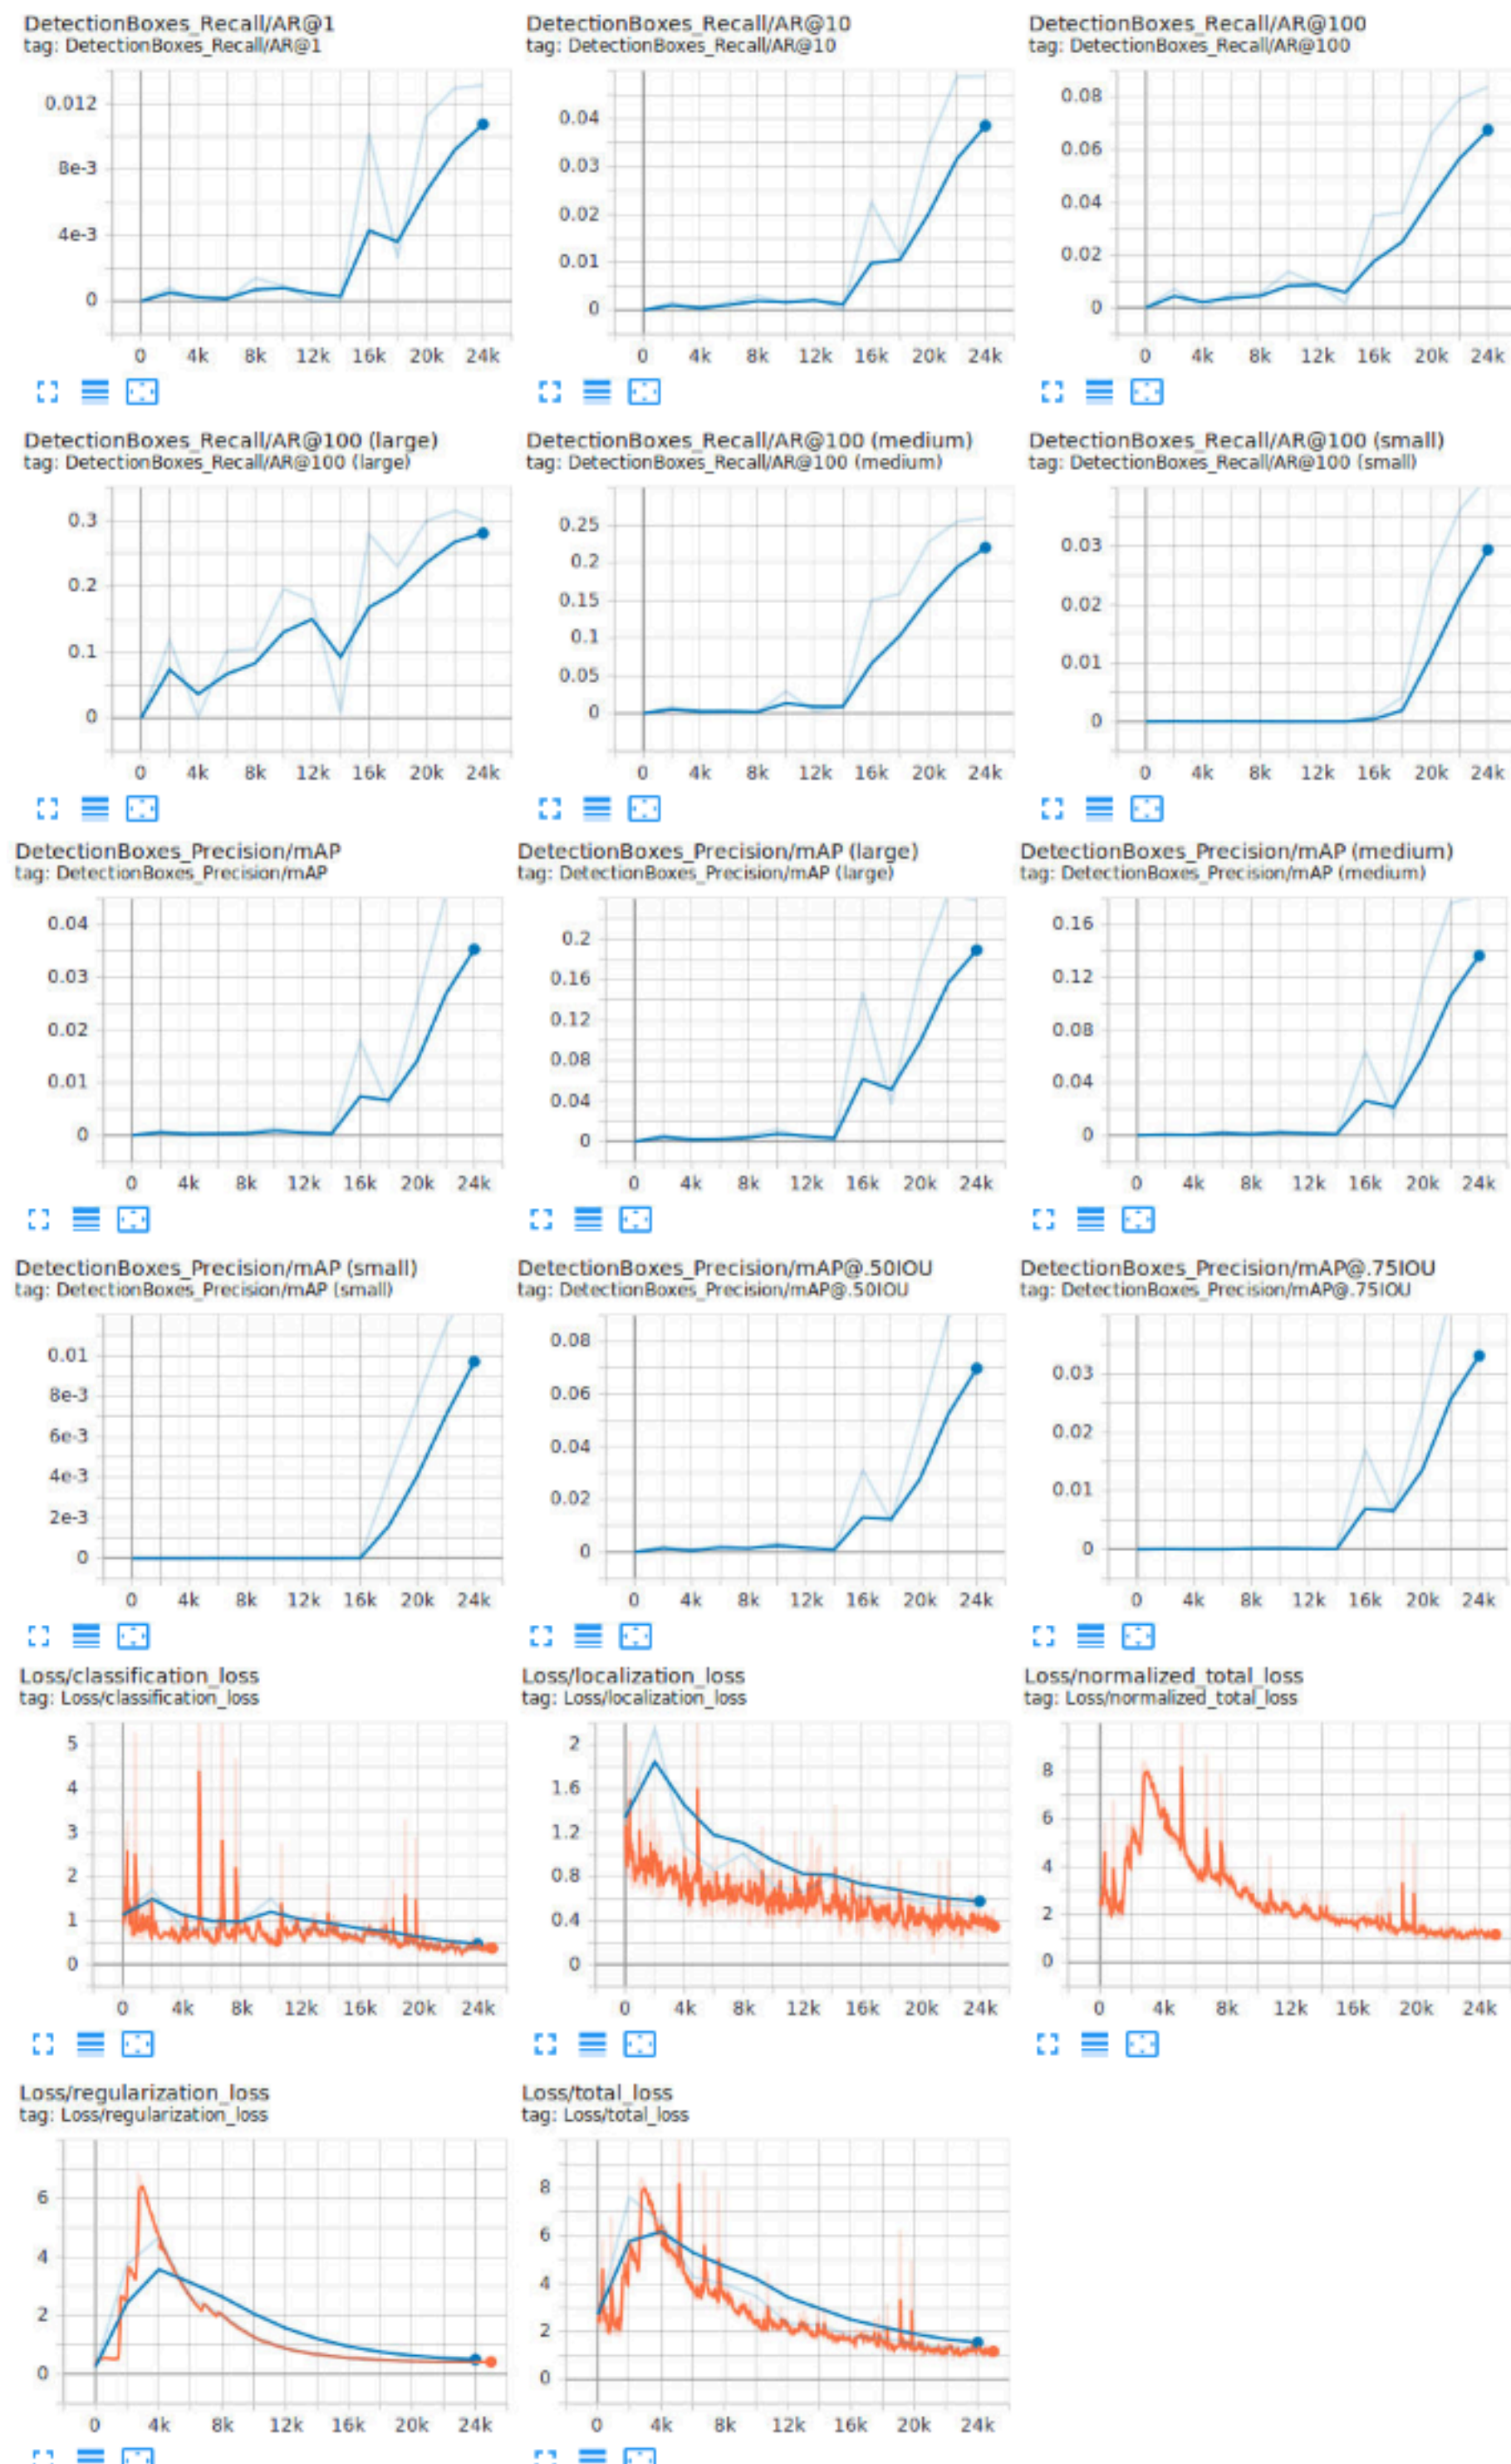 DetectionBoxes_Recall/AR@1
tag: DetectionBoxes_Recall/AR@1
0.012
8e-3
4e-3
0
0 4k 8k 12k 16k 20k 24k
DetectionBoxes_Recall/AR@10
tag: DetectionBoxes_Recall/AR@10
0.04
0.03
0.02
0.01
0
0 4k 8k 12k 16k 20k 24k
DetectionBoxes_Recall/AR@100
tag: DetectionBoxes_Recall/AR@100
0.08
0.06
0.04
0.02
0
0 4k 8k 12k 16k 20k 24k
DetectionBoxes_Recall/AR@100 (large)
tag: DetectionBoxes_Recall/AR@100 (large)
0.3
0.2
0.1
0
0 4k 8k 12k 16k 20k 24k
DetectionBoxes_Recall/AR@100 (medium)
tag: DetectionBoxes_Recall/AR@100 (medium)
0.25
0.2
0.15
0.1
0.05
0
0 4k 8k 12k 16k 20k 24k
DetectionBoxes_Recall/AR@100 (small)
tag: DetectionBoxes_Recall/AR@100 (small)
0.03
0.02
0.01
0
0 4k 8k 12k 16k 20k 24k
DetectionBoxes_Precision/mAP
tag: DetectionBoxes_Precision/mAP
0.04
0.03
0.02
0.01
0
0 4k 8k 12k 16k 20k 24k
DetectionBoxes_Precision/mAP (large)
tag: DetectionBoxes_Precision/mAP (large)
0.2
0.16
0.12
0.08
0.04
0
0 4k 8k 12k 16k 20k 24k
DetectionBoxes_Precision/mAP (medium)
tag: DetectionBoxes_Precision/mAP (medium)
0.16
0.12
0.08
0.04
0
0 4k 8k 12k 16k 20k 24k
DetectionBoxes_Precision/mAP (small)
tag: DetectionBoxes_Precision/mAP (small)
0.01
8e-3
6e-3
4e-3
2e-3
0
0 4k 8k 12k 16k 20k 24k
DetectionBoxes_Precision/mAP@.50IOU
tag: DetectionBoxes_Precision/mAP@.50IOU
0.08
0.06
0.04
0.02
0
0 4k 8k 12k 16k 20k 24k
DetectionBoxes_Precision/mAP@.75IOU
tag: DetectionBoxes_Precision/mAP@.75IOU
0.03
0.02
0.01
0
0 4k 8k 12k 16k 20k 24k
Loss/classification_loss
tag: Loss/classification_loss
5
4
3
2
1
0
0 4k 8k 12k 16k 20k 24k
Loss/localization_loss
tag: Loss/localization_loss
2
1.6
1.2
0.8
0.4
0
0 4k 8k 12k 16k 20k 24k
Loss/normalized_total_loss
tag: Loss/normalized_total_loss
8
6
4
2
0
0 4k 8k 12k 16k 20k 24k
Loss/regularization_loss
tag: Loss/regularization_loss
6
4
2
0
0 4k 8k 12k 16k 20k 24k
Loss/total_loss
tag: Loss/total_loss
8
6
4
2
0
0 4k 8k 12k 16k 20k 24k